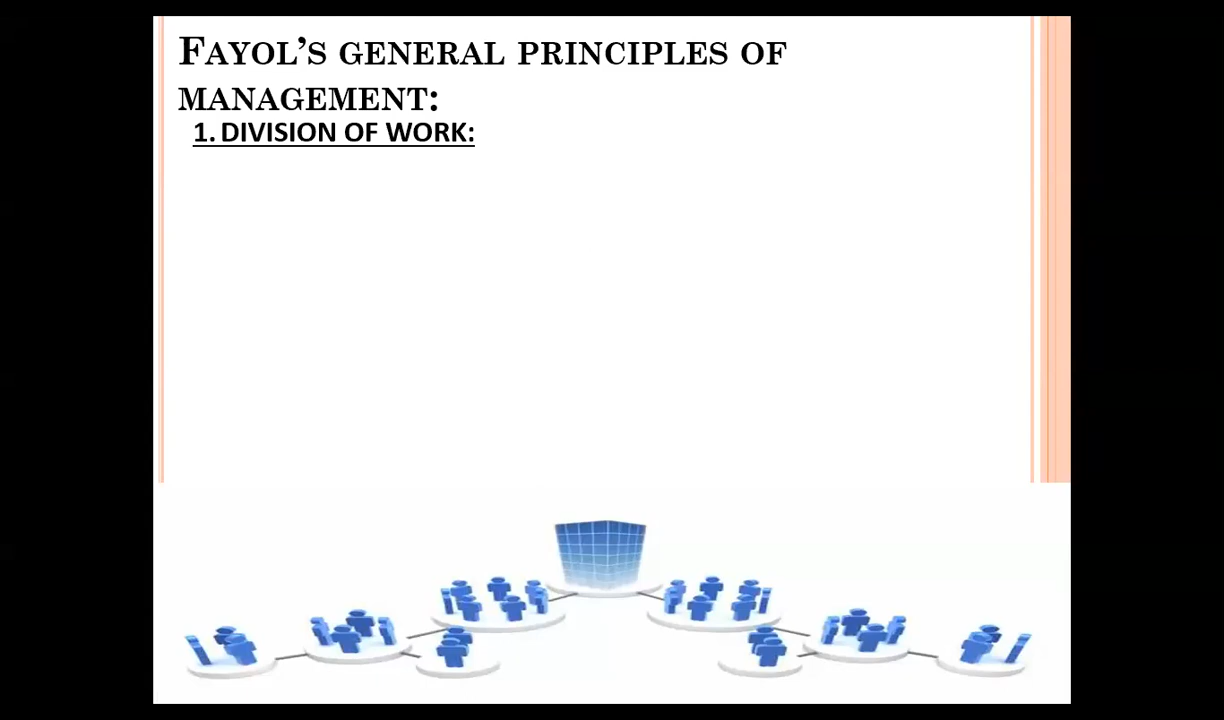 FAYOL'S GENERAL PRINCIPLES OF
MANAGEMENT:
1. DIVISION OF WORK: